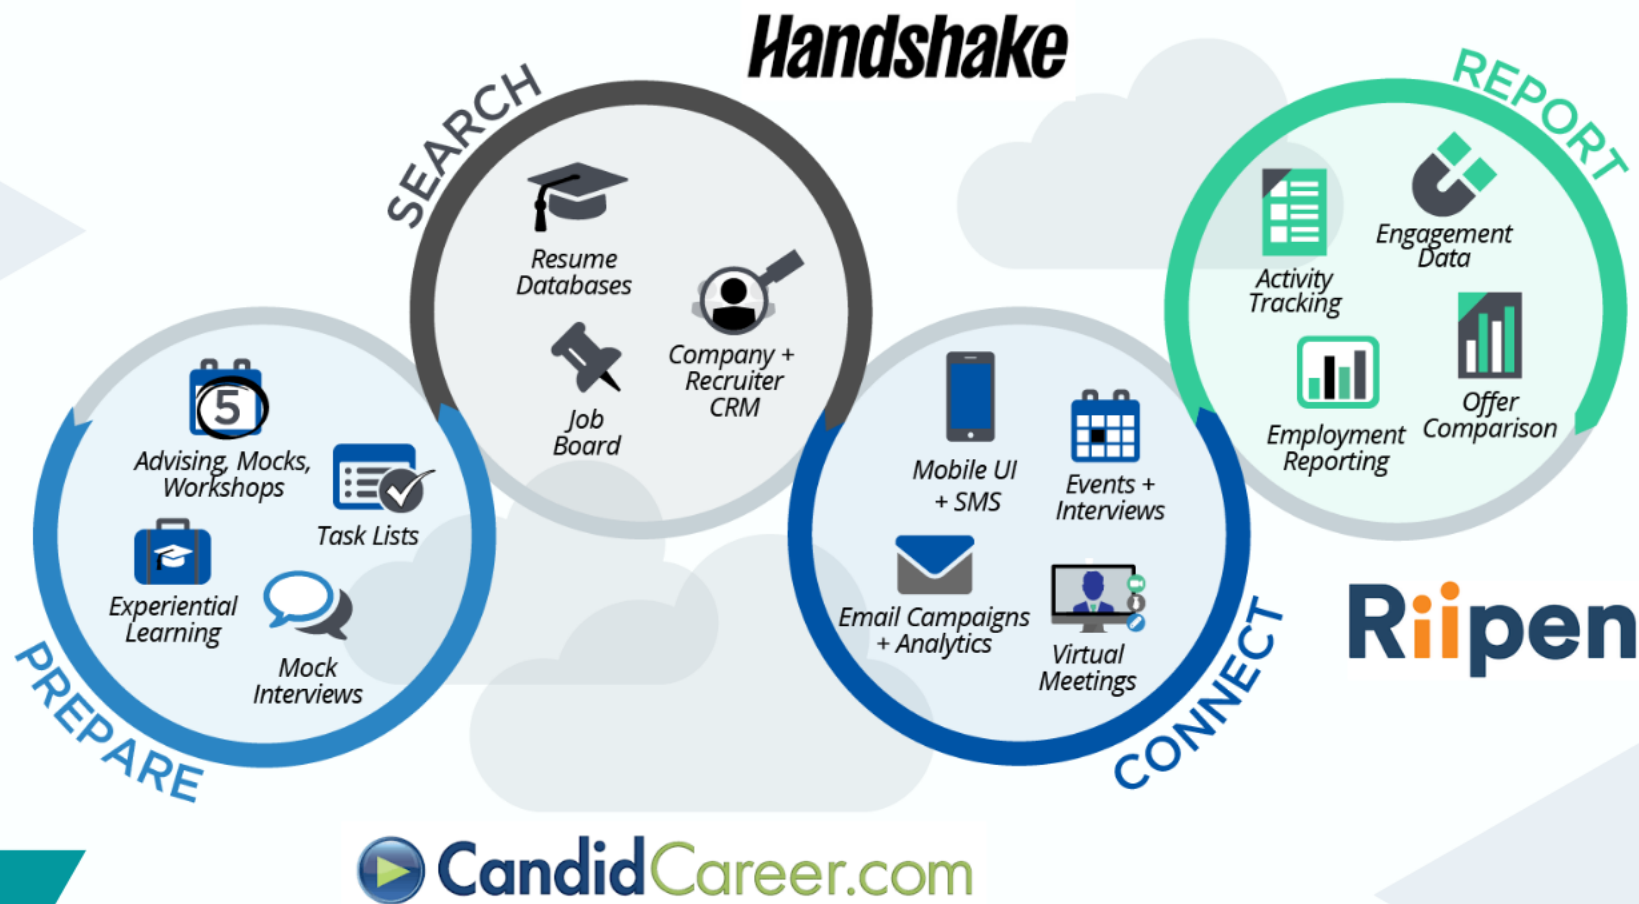 Handshake
SEARCH
Resume
Databases
Company +
Recruiter
CRM
Job
Board
REPORT
Engagement
Data
Activity
Tracking
Offer
Comparison
Employment
Reporting
5
Advising, Mocks,
Workshops
Task Lists
Experiential
Learning
Mock
Interviews
PREPARE
Mobile UI
+ SMS
Events +
Interviews
Email Campaigns
+ Analytics
Virtual
Meetings
CONNECT
Riipen
CandidCareer.com